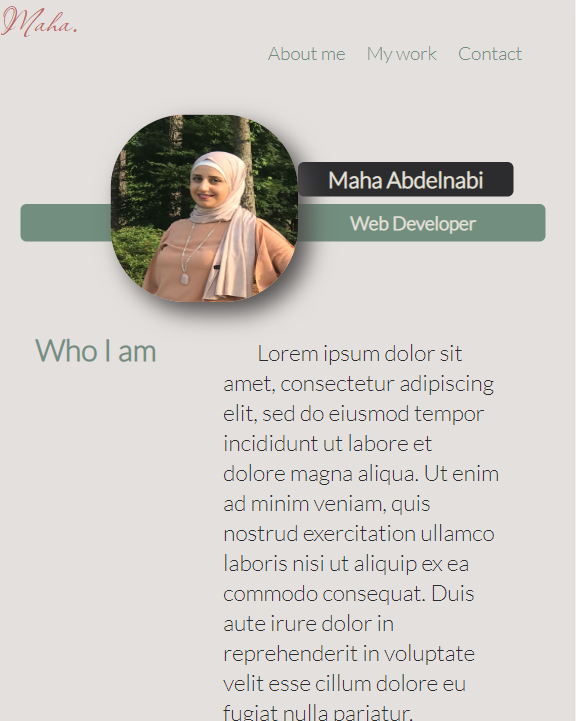 Maha.
About me My work Contact
Maha Abdelnabi
Web Developer
Who I am
Lorem ipsum dolor sit
amet, consectetur adipiscing
elit, sed do eiusmod tempor
incididunt ut labore et
dolore magna aliqua. Ut enim
ad minim veniam, quis
nostrud exercitation ullamco
laboris nisi ut aliquip ex ea
commodo consequat. Duis
aute irure dolor in
reprehenderit in voluptate
velit esse cillum dolore eu
fugiat nulla pariatur.